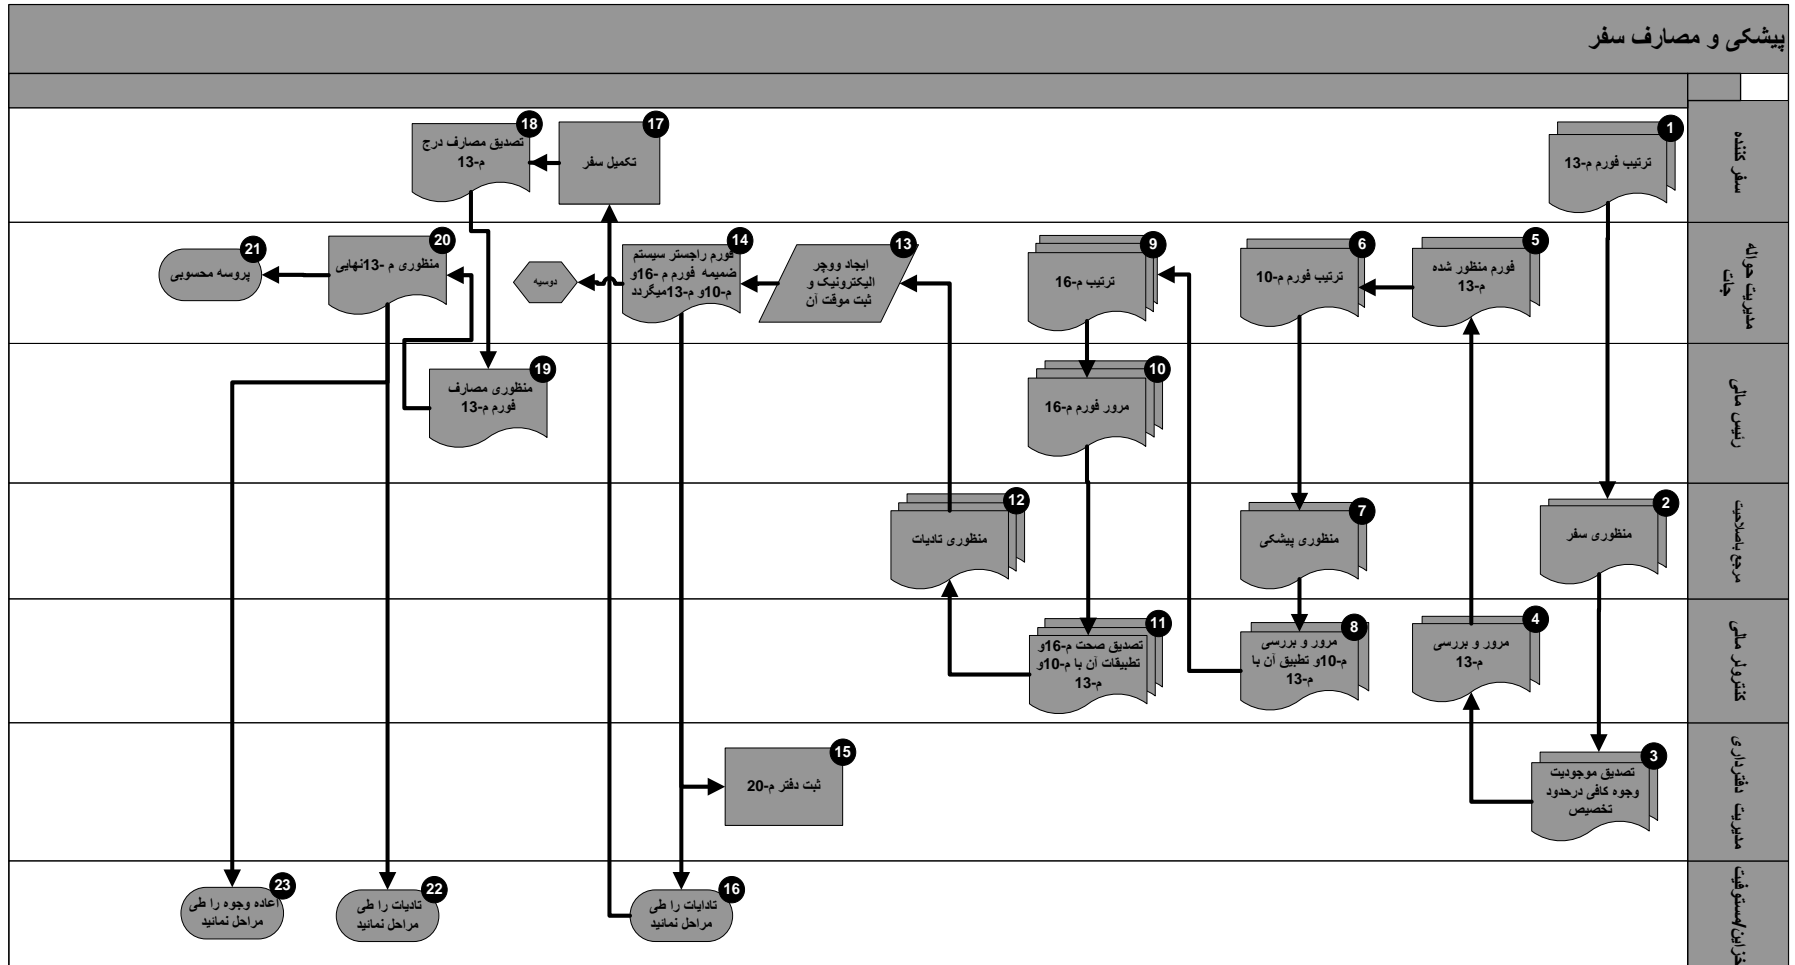 پیشکی و مصارف سفر
سفر کننده
1
ترتیب فورم م-13
17
تکمیل سفر
18
تصدیق مصارف درج
م-13
مدیریت حواله
جات
5
فورم منظور شده
م-13
6
ترتیب فورم م-10
9
ترتیب م-16
13
ایجاد ووچر
الیکترونیک و
ثبت موقت آن
14
فورم راجستر سیستم
ضمیمه فورم م -16و
م-10و م-13میگردد
دوسیه
20
منظوری م -13نهایی
21
پروسه محسوبی
رئیس مالی
10
مرور فورم م-16
19
منظوری مصارف
فورم م-13
مرجع باصلاحیت
2
منظوری سفر
7
منظوری پیشکی
12
منظوری تادیات
کنترولر مالی
4
مرور و بررسی
م-13
8
مرور و بررسی
م-10و تطبیق آن با
م-13
11
تصدیق صحت م-16و
تطبیقات آن با م-10و
م-13
مدیریت دفترداری
3
تصدیق موجودیت
وجوه کافی درحدود
تخصیص
15
ثبت دفتر م-20
خزاین/مستوفیت
16
تادایات را طی
مراحل نمائید
22
تادیات را طی
مراحل نمائید
23
اعاده وجوه را طی
مراحل نمائید